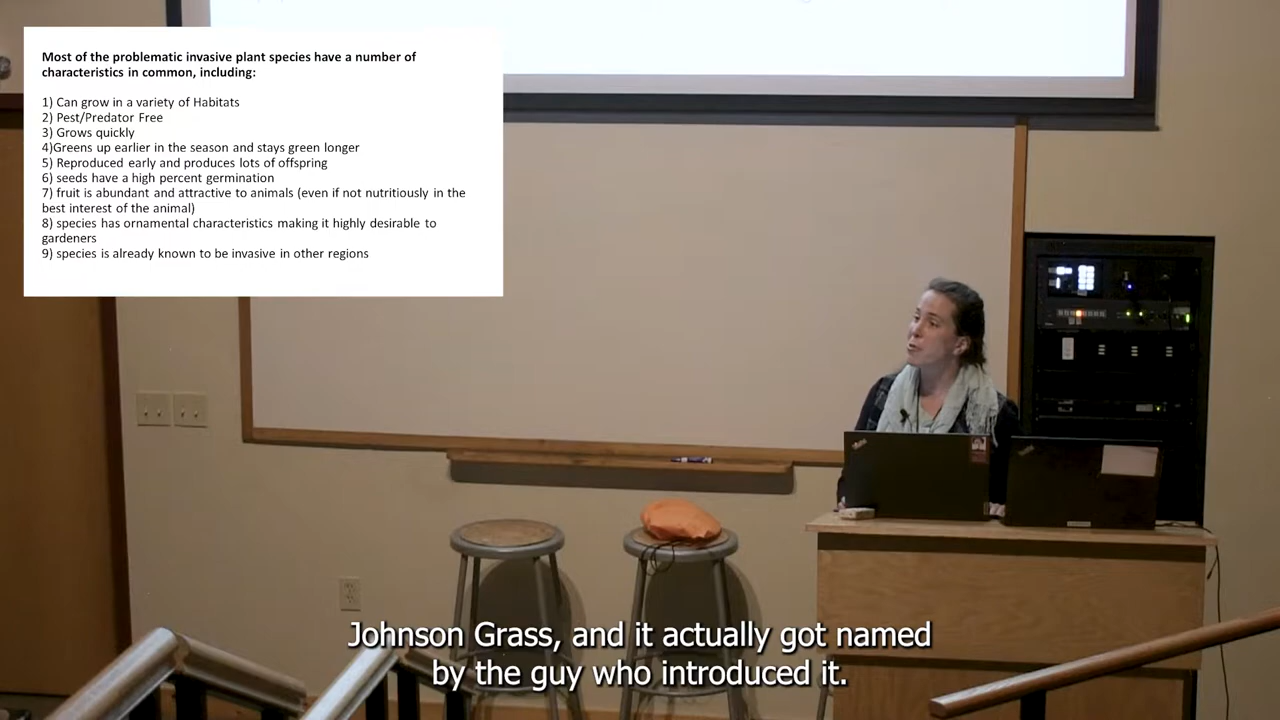 Most of the problematic invasive plant species have a number of
characteristics in common, including:
1) Can grow in a variety of Habitats
2) Pest/Predator Free
3) Grows quickly
4)Greens up earlier in the season and stays green longer
5) Reproduced early and produces lots of offspring
6) seeds have a high percent germination
7) fruit is abundant and attractive to animals (even if not nutritiously in the
best interest of the animal)
8) species has ornamental characteristics making it highly desirable to
gardeners
9) species is already known to be invasive in other regions
Johnson Grass, and it actually got named
by the guy who introduced it.